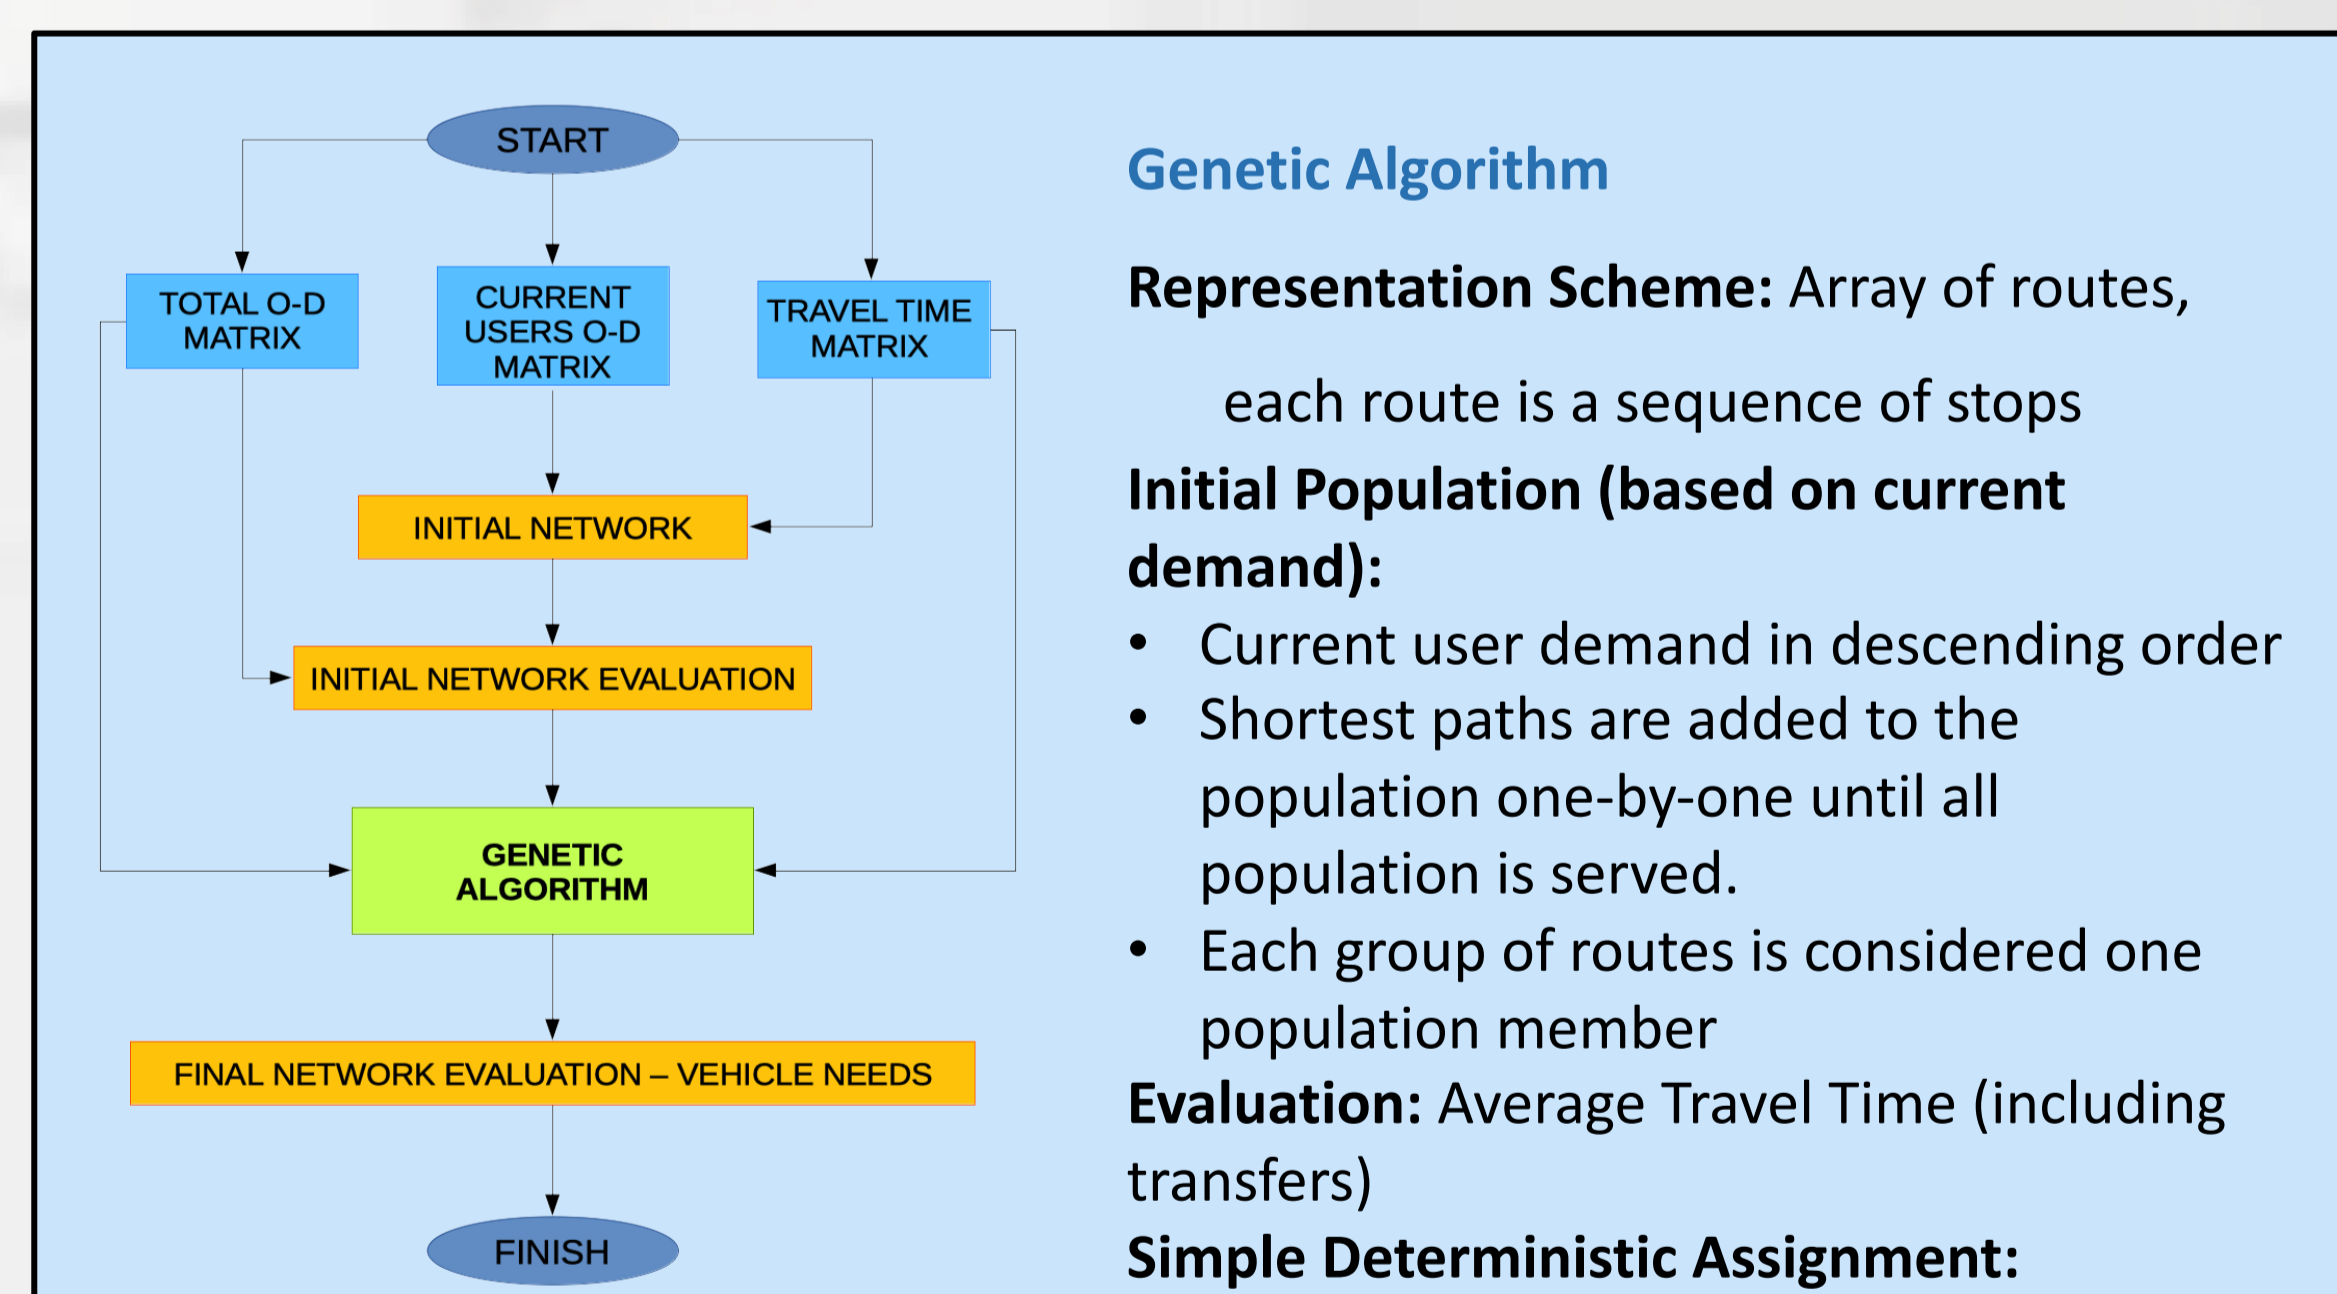 START
TOTAL O-D
MATRIX
CURRENT
USERS O-D
MATRIX
TRAVEL TIME
MATRIX
INITIAL NETWORK
INITIAL NETWORK EVALUATION
GENETIC
ALGORITHM
FINAL NETWORK EVALUATION – VEHICLE NEEDS
FINISH
Genetic Algorithm
Representation Scheme: Array of routes,
each route is a sequence of stops
Initial Population (based on current
demand):
• Current user demand in descending order
• Shortest paths are added to the
population one-by-one until all
population is served.
• Each group of routes is considered one
population member
Evaluation: Average Travel Time (including
transfers)
Simple Deterministic Assignment: